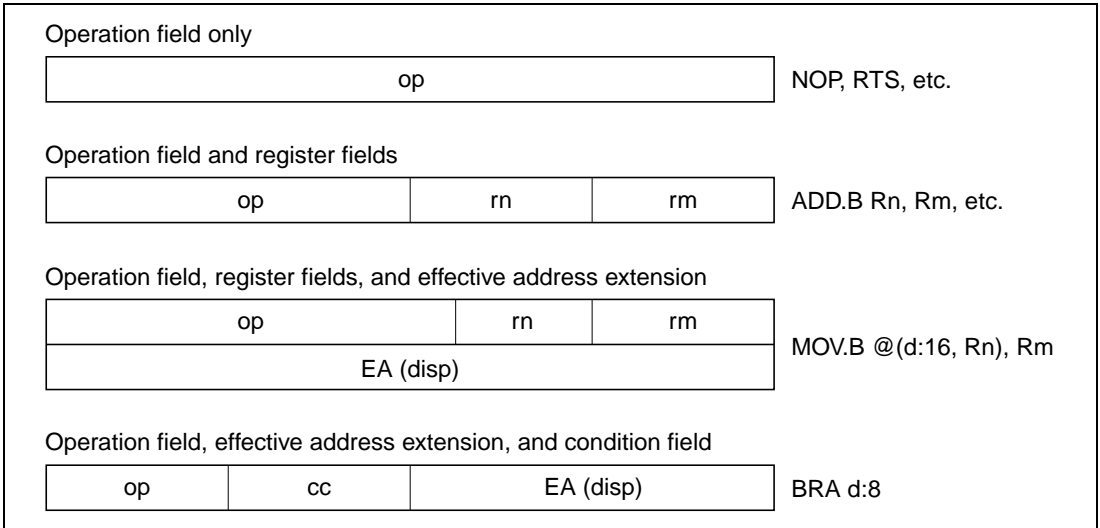 Operation field only
op NOP, RTS, etc.
Operation field and register fields
op rn rm ADD.B Rn, Rm, etc.
Operation field, register fields, and effective address extension
op rn rm
MOV.B @(d:16, Rn), Rm
EA (disp)
Operation field, effective address extension, and condition field
op cc EA (disp) BRA d:8